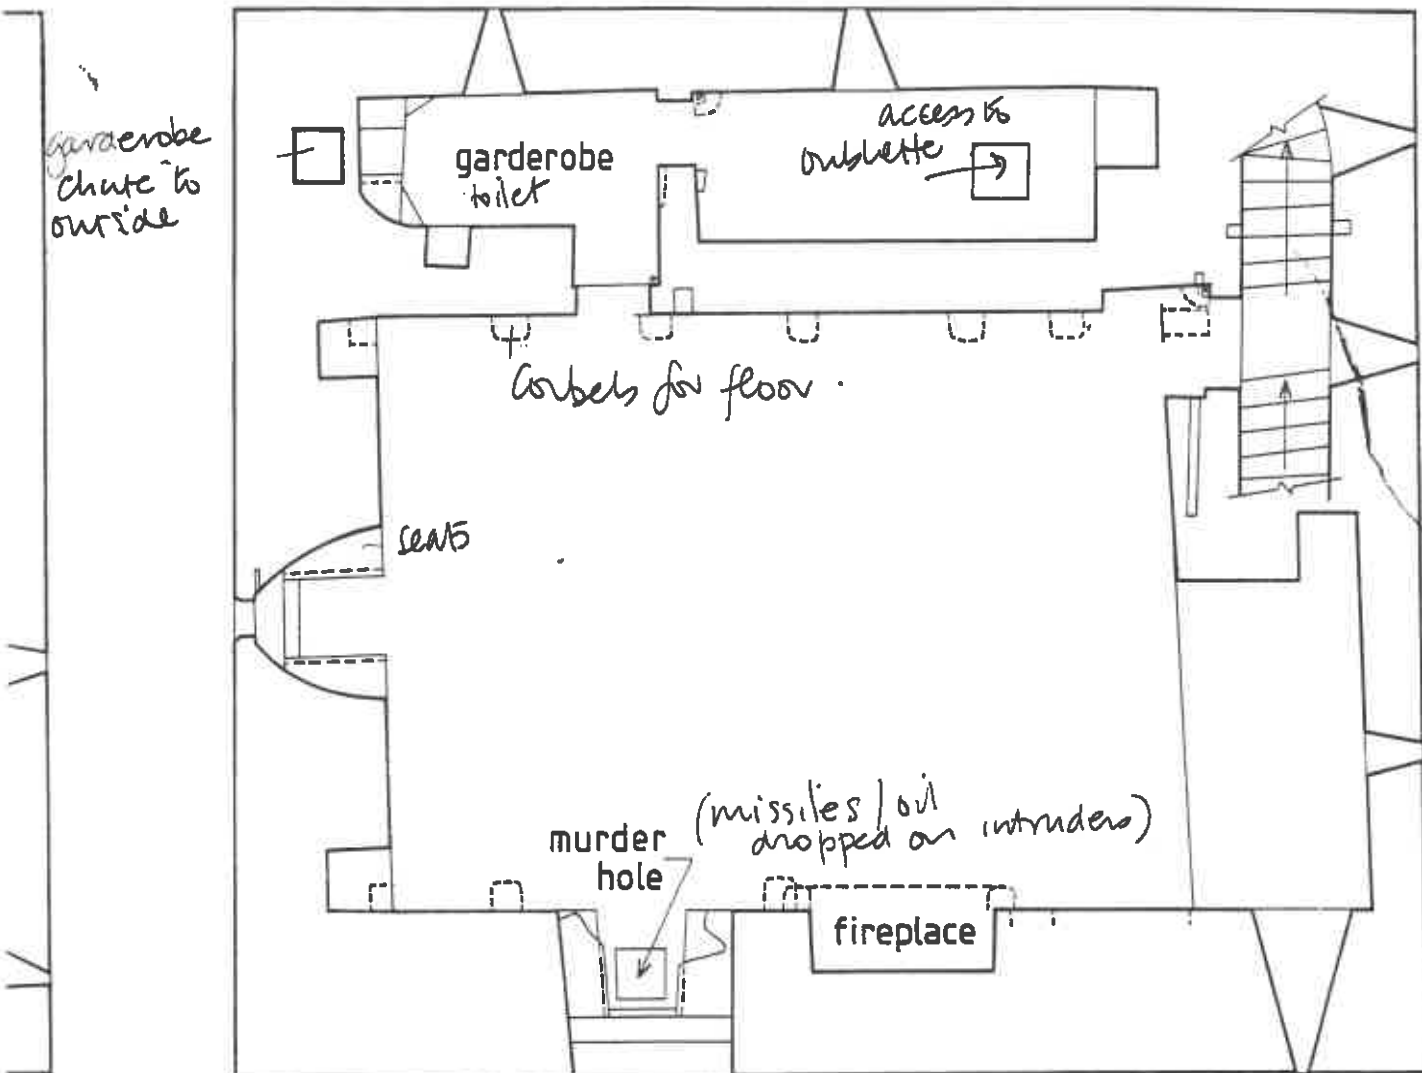 garderobe
chute to
outside
garderobe
toilet
access to
oubliette
Corbels for floor.
seats
murder
hole
(missiles/oil
dropped on intruders)
fireplace